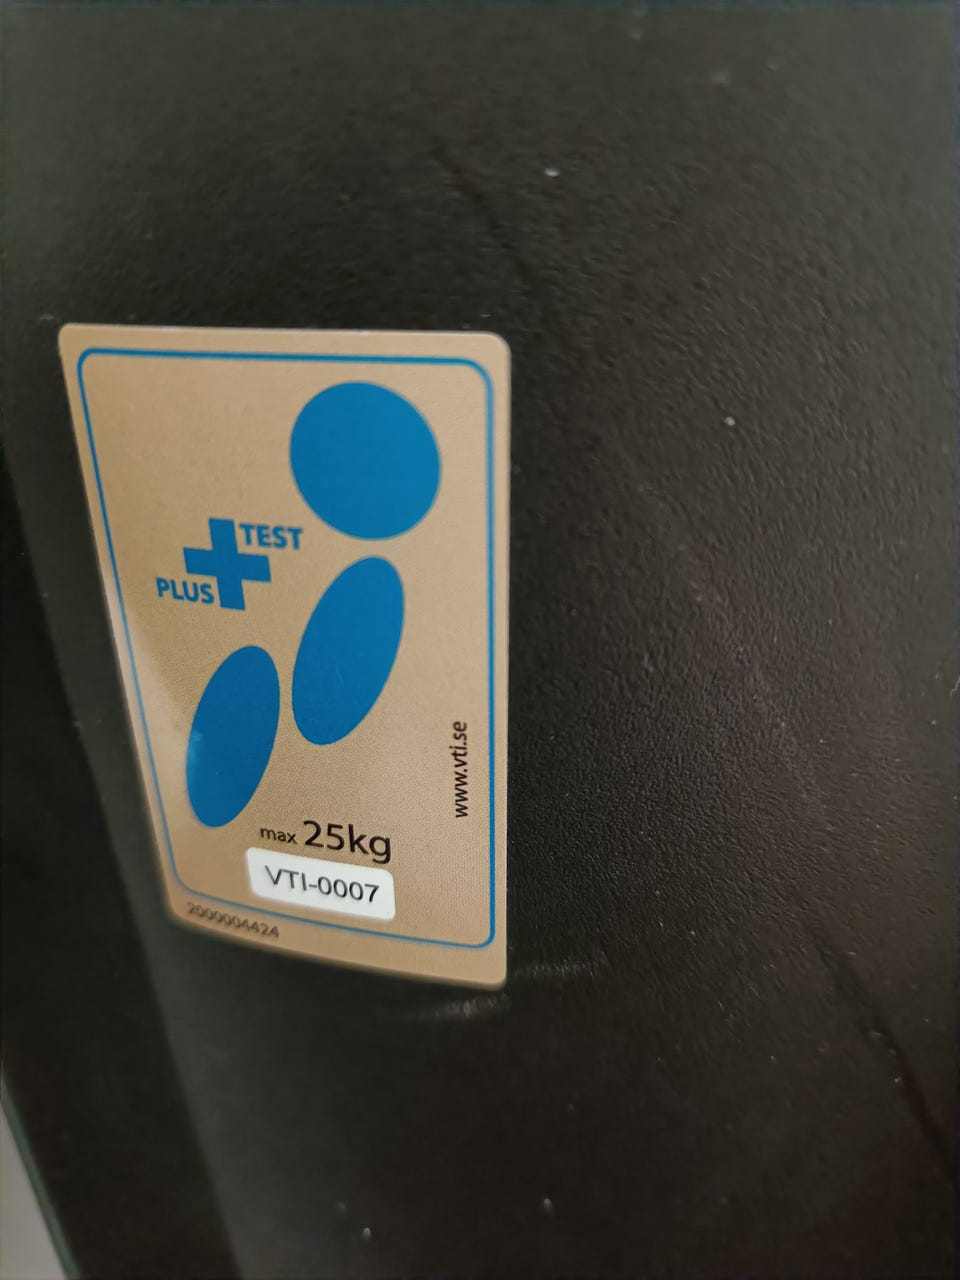 TEST
PLUS
www.vti.se
max 25kg
VTI-0007
2000004424